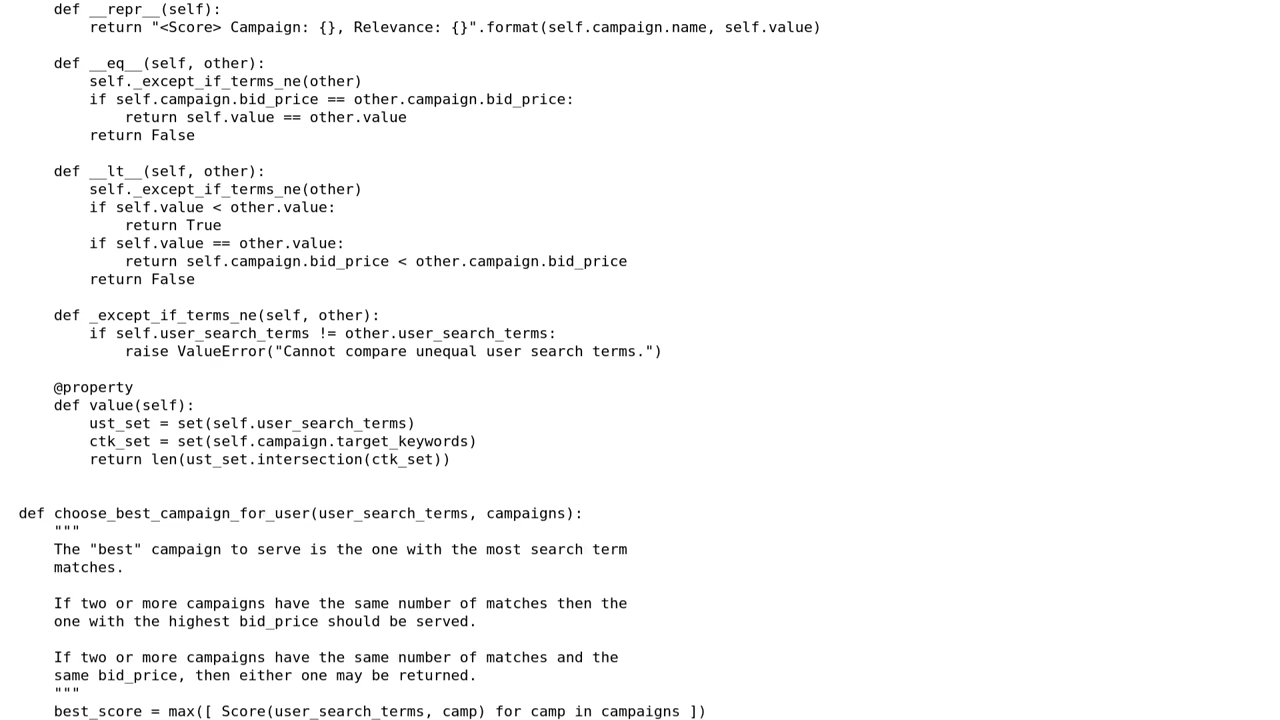 def __repr__(self):
        return "<Score> Campaign: {}, Relevance: {}".format(self.campaign.name, self.value)

    def __eq__(self, other):
        self._except_if_terms_ne(other)
        if self.campaign.bid_price == other.campaign.bid_price:
            return self.value == other.value
        return False

    def __lt__(self, other):
        self._except_if_terms_ne(other)
        if self.value < other.value:
            return True
        if self.value == other.value:
            return self.campaign.bid_price < other.campaign.bid_price
        return False

    def _except_if_terms_ne(self, other):
        if self.user_search_terms != other.user_search_terms:
            raise ValueError("Cannot compare unequal user search terms.")

    @property
    def value(self):
        ust_set = set(self.user_search_terms)
        ctk_set = set(self.campaign.target_keywords)
        return len(ust_set.intersection(ctk_set))


def choose_best_campaign_for_user(user_search_terms, campaigns):
    """
    The "best" campaign to serve is the one with the most search term
    matches.

    If two or more campaigns have the same number of matches then the
    one with the highest bid_price should be served.

    If two or more campaigns have the same number of matches and the
    same bid_price, then either one may be returned.
    """
    best_score = max([ Score(user_search_terms, camp) for camp in campaigns ])